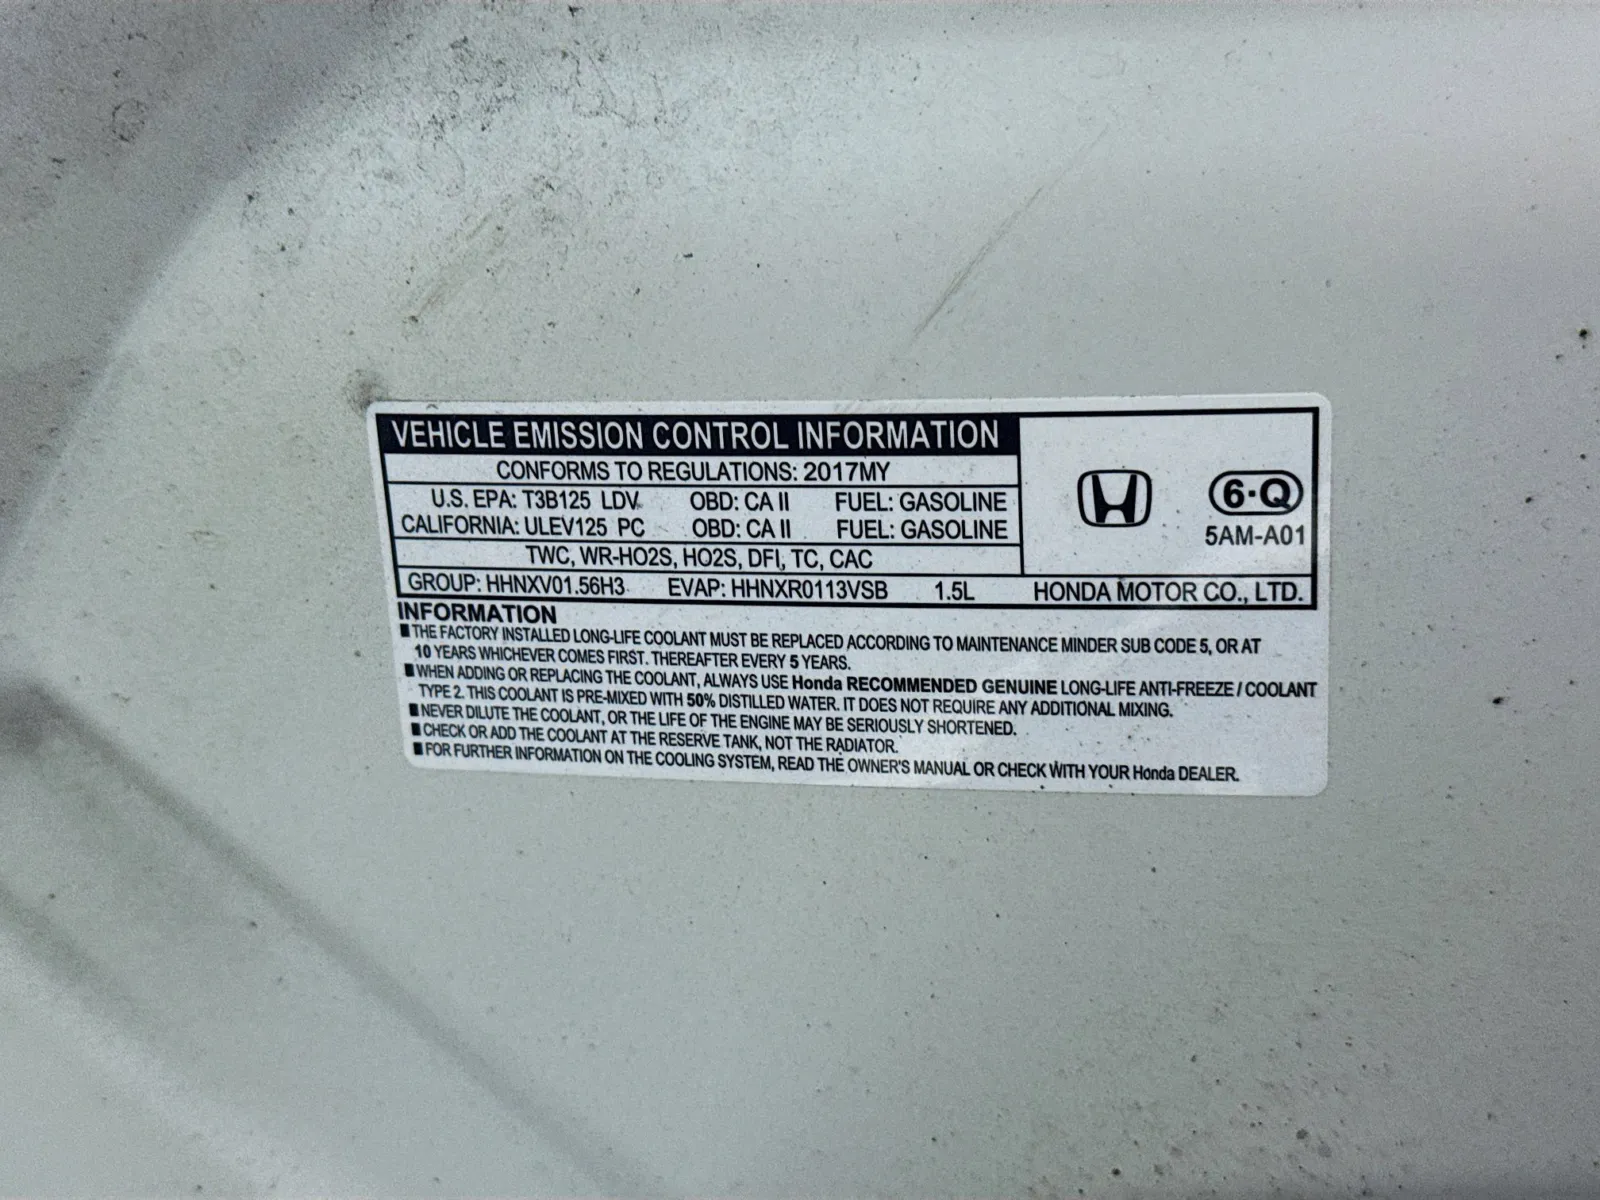 VEHICLE EMISSION CONTROL INFORMATION
CONFORMS TO REGULATIONS: 2017MY
U.S. EPA: T3B125 LDV OBD: CA II FUEL: GASOLINE
CALIFORNIA: ULEV125 PC OBD: CA II FUEL: GASOLINE
TWC, WR-HO2S, HO2S, DFI, TC, CAC
6·Q
5AM-A01
GROUP: HHNXV01.56H3 EVAP: HHNXR0113VSB 1.5L HONDA MOTOR CO., LTD.
INFORMATION
■ THE FACTORY INSTALLED LONG-LIFE COOLANT MUST BE REPLACED ACCORDING TO MAINTENANCE MINDER SUB CODE 5, OR AT
10 YEARS WHICHEVER COMES FIRST. THEREAFTER EVERY 5 YEARS.
■ WHEN ADDING OR REPLACING THE COOLANT, ALWAYS USE Honda RECOMMENDED GENUINE LONG-LIFE ANTI-FREEZE / COOLANT
TYPE 2. THIS COOLANT IS PRE-MIXED WITH 50% DISTILLED WATER. IT DOES NOT REQUIRE ANY ADDITIONAL MIXING.
■ NEVER DILUTE THE COOLANT, OR THE LIFE OF THE ENGINE MAY BE SERIOUSLY SHORTENED.
■ CHECK OR ADD THE COOLANT AT THE RESERVE TANK, NOT THE RADIATOR.
■ FOR FURTHER INFORMATION ON THE COOLING SYSTEM, READ THE OWNER'S MANUAL OR CHECK WITH YOUR Honda DEALER.